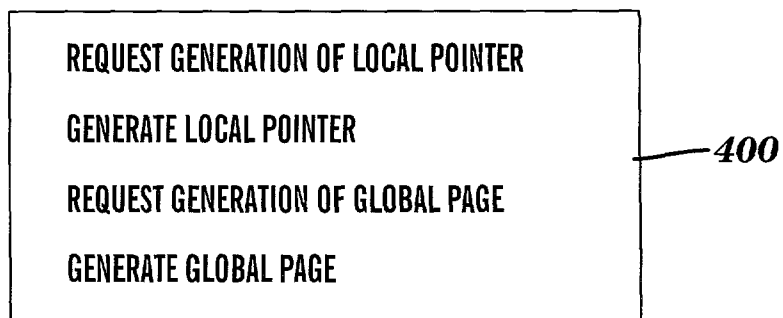 REQUEST GENERATION OF LOCAL POINTER
GENERATE LOCAL POINTER
400
REQUEST GENERATION OF GLOBAL PAGE
GENERATE GLOBAL PAGE